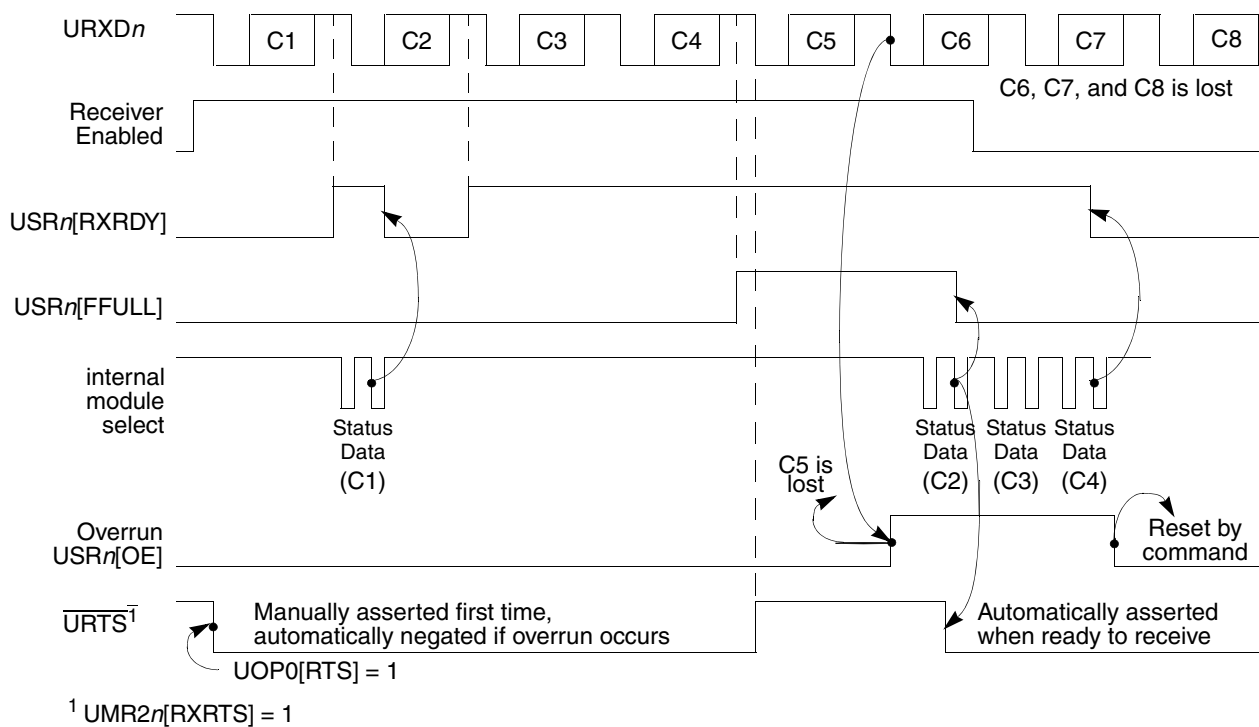 URXDn
C1
C2
C3
C4
C5
C6
C7
C8
C6, C7, and C8 is lost
Receiver
Enabled
USRn[RXRDY]
USRn[FFULL]
internal
module
select
Status
Data
(C1)
Status
Data
(C2)
Status
Data
(C3)
Status
Data
(C4)
C5 is
lost
Overrun
USRn[OE]
Reset by
command
URTS1
Manually asserted first time,
automatically negated if overrun occurs
Automatically asserted
when ready to receive
UOP0[RTS] = 1
1 UMR2n[RXRTS] = 1